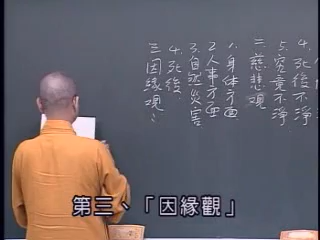 4.死後不淨
5.究竟不淨
二慈悲觀
1.身体方面
2.人事方面
3.自然災害
4.死後
三因緣觀:
第三、「因緣觀」